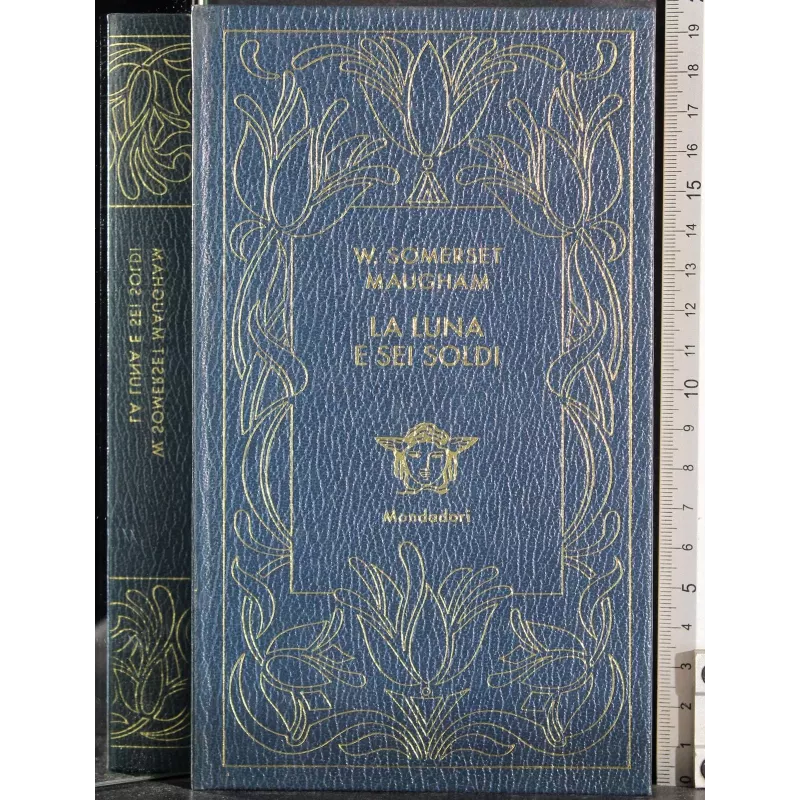 W. SOMERSET
MAUGHAM
LA LUNA
E SEI SOLDI
Mondadori
W SOMERSET MAUGHAM
LA LUNA E SEI SOLDI
19
18
17
16
15
14
13
12
11
10
9
8
7
6
5
4
3
2
1
0